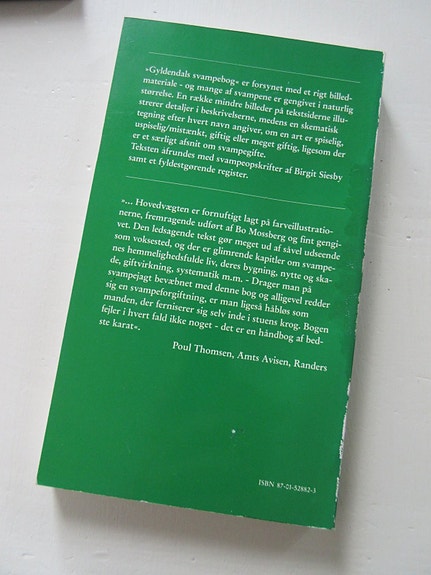 »Gyldendals svampebog« er forsynet med et rigt billed-
materiale - og mange af svampene er gengivet i naturlig
størrelse. En række mindre billeder på tekstsiderne illu-
strerer detaljer i beskrivelserne, medens en skematisk
tegning efter hvert navn angiver, om en art er spiselig,
uspiselig/mistænkt, giftig eller meget giftig, ligesom der
er et særligt afsnit om svampegifte.
Teksten afrundes med svampeopskrifter af Birgit Siesby
samt et fyldestgørende register.
»... Hovedvægten er fornuftigt lagt på farveillustratio-
nerne, fremragende udført af Bo Mossberg og fint gengi-
vet. Den ledsagende tekst gør meget ud af såvel udseende
som voksested, og der er glimrende kapitler om svampe-
nes hemmelighedsfulde liv, deres bygning, nytte og ska-
de, giftvirkning, systematik m.m. - Drager man på
svampejagt bevæbnet med denne bog og alligevel redder
sig en svampeforgiftning, er man ligeså håbløs som
manden, der ferniserer sig selv inde i stuens krog. Bogen
fejler i hvert fald ikke noget - det er en håndbog af bed-
ste karat«.
Poul Thomsen, Amts Avisen, Randers
ISBN 87-01-52882-3